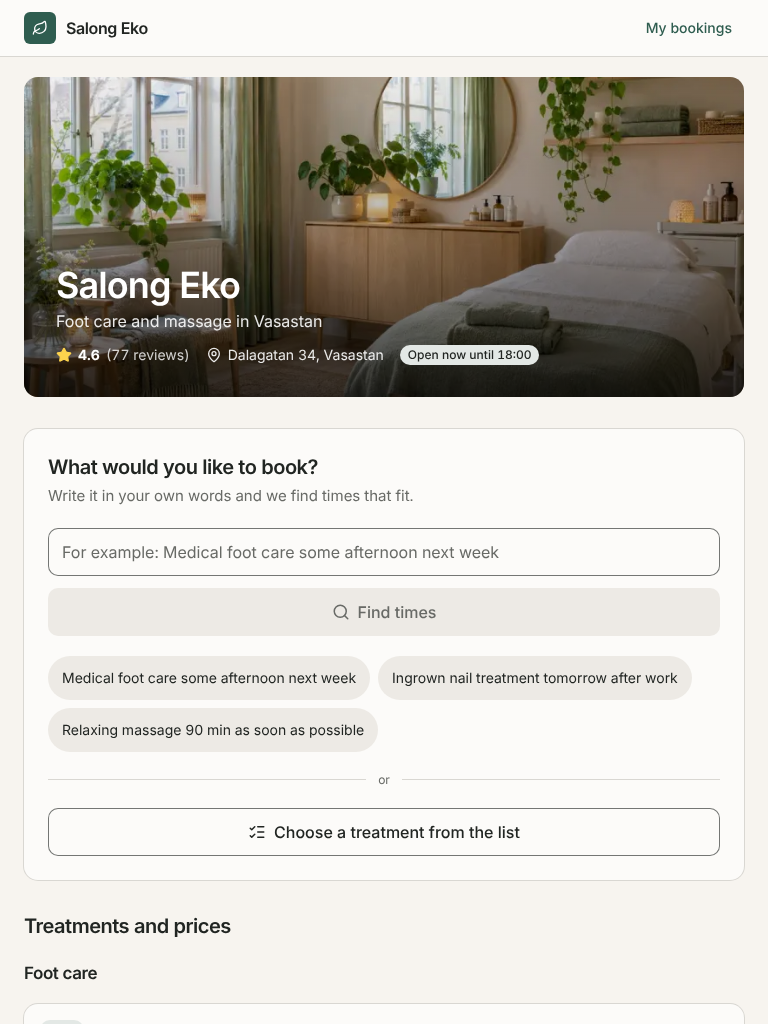 Salong Eko
My bookings
Salong Eko
Foot care and massage in Vasastan
4.6 (77 reviews) Dalagatan 34, Vasastan Open now until 18:00
What would you like to book?
Write it in your own words and we find times that fit.
For example: Medical foot care some afternoon next week
Find times
Medical foot care some afternoon next week
Ingrown nail treatment tomorrow after work
Relaxing massage 90 min as soon as possible
or
Choose a treatment from the list
Treatments and prices
Foot care